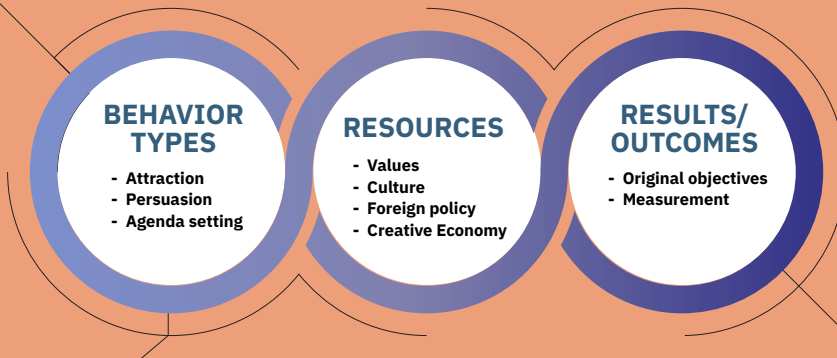 BEHAVIOR
TYPES
- Attraction
- Persuasion
- Agenda setting
RESOURCES
- Values
- Culture
- Foreign policy
- Creative Economy
RESULTS/
OUTCOMES
- Original objectives
- Measurement